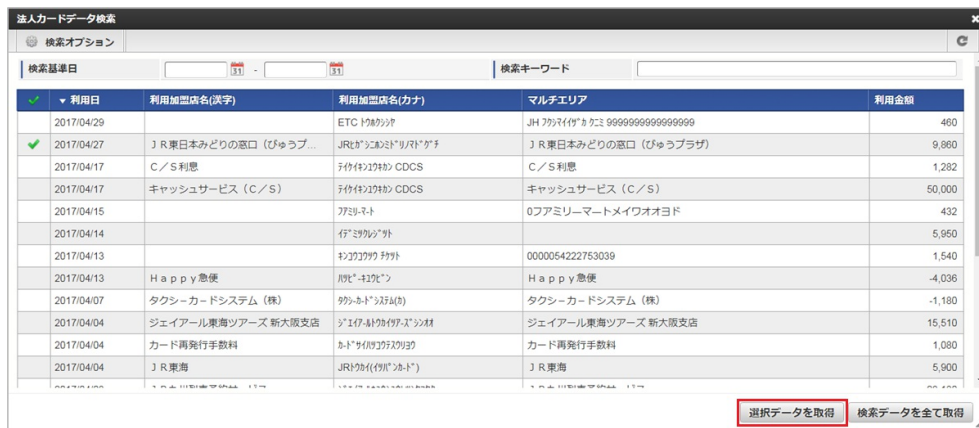 法人カードデータ検索
検索オプション
検索基準日 31 - 31 検索キーワード
利用日 利用加盟店名(漢字) 利用加盟店名(カナ) マルチエリア 利用金額
2017/04/29 ETC ﾄﾜﾎｸｼｼﾔ JH ﾌｸｼﾏｲｲｻﾞｶ ｸﾆﾐ 9999999999999999 460
2017/04/27 ＪＲ東日本みどりの窓口（びゅうプ... JRﾋｶﾞｼﾆﾎﾝﾐﾄﾞﾘﾉﾏﾄﾞｸﾞﾁ ＪＲ東日本みどりの窓口（びゅうプラザ） 9,860
2017/04/17 Ｃ／Ｓ利息 ﾃｲｹｲｷﾝﾕｳｷｶﾝ CDCS Ｃ／Ｓ利息 1,282
2017/04/17 キャッシュサービス（Ｃ／Ｓ） ﾃｲｹｲｷﾝﾕｳｷｶﾝ CDCS キャッシュサービス（Ｃ／Ｓ） 50,000
2017/04/15 ﾌアミﾘ-ﾏ-ﾄ 0フアミリーマートメイワオオヨド 432
2017/04/14 ｲﾃﾞﾐﾂｸﾚｼﾞﾂﾄ 5,950
2017/04/13 ｷﾝｺｳｺｳﾂｳ ﾁｹﾂﾄ 0000054222753039 1,540
2017/04/13 Ｈａｐｐｙ急便 ﾊﾂﾋﾟ-ｷﾕｳﾋﾞﾝ Ｈａｐｐｙ急便 -4,036
2017/04/07 タクシーカードシステム（株） ﾀｸｼ-ｶ-ﾄﾞｼｽﾃﾑ(ｶ) タクシーカードシステム（株） -1,180
2017/04/04 ジェイアール東海ツアーズ 新大阪支店 ｼﾞｴｲｱ-ﾙﾄｳｶｲﾂｱ-ｽﾞｼﾝｵｵ ジェイアール東海ツアーズ 新大阪支店 15,510
2017/04/04 カード再発行手数料 ｶ-ﾄﾞｻｲﾊﾂｺｳﾃｽｳﾘﾖｳ カード再発行手数料 1,080
2017/04/04 ＪＲ東海 JRﾄｳｶｲ(ｲﾂﾊﾟﾝｶ-ﾄﾞ) ＪＲ東海 5,900
選択データを取得 検索データを全て取得